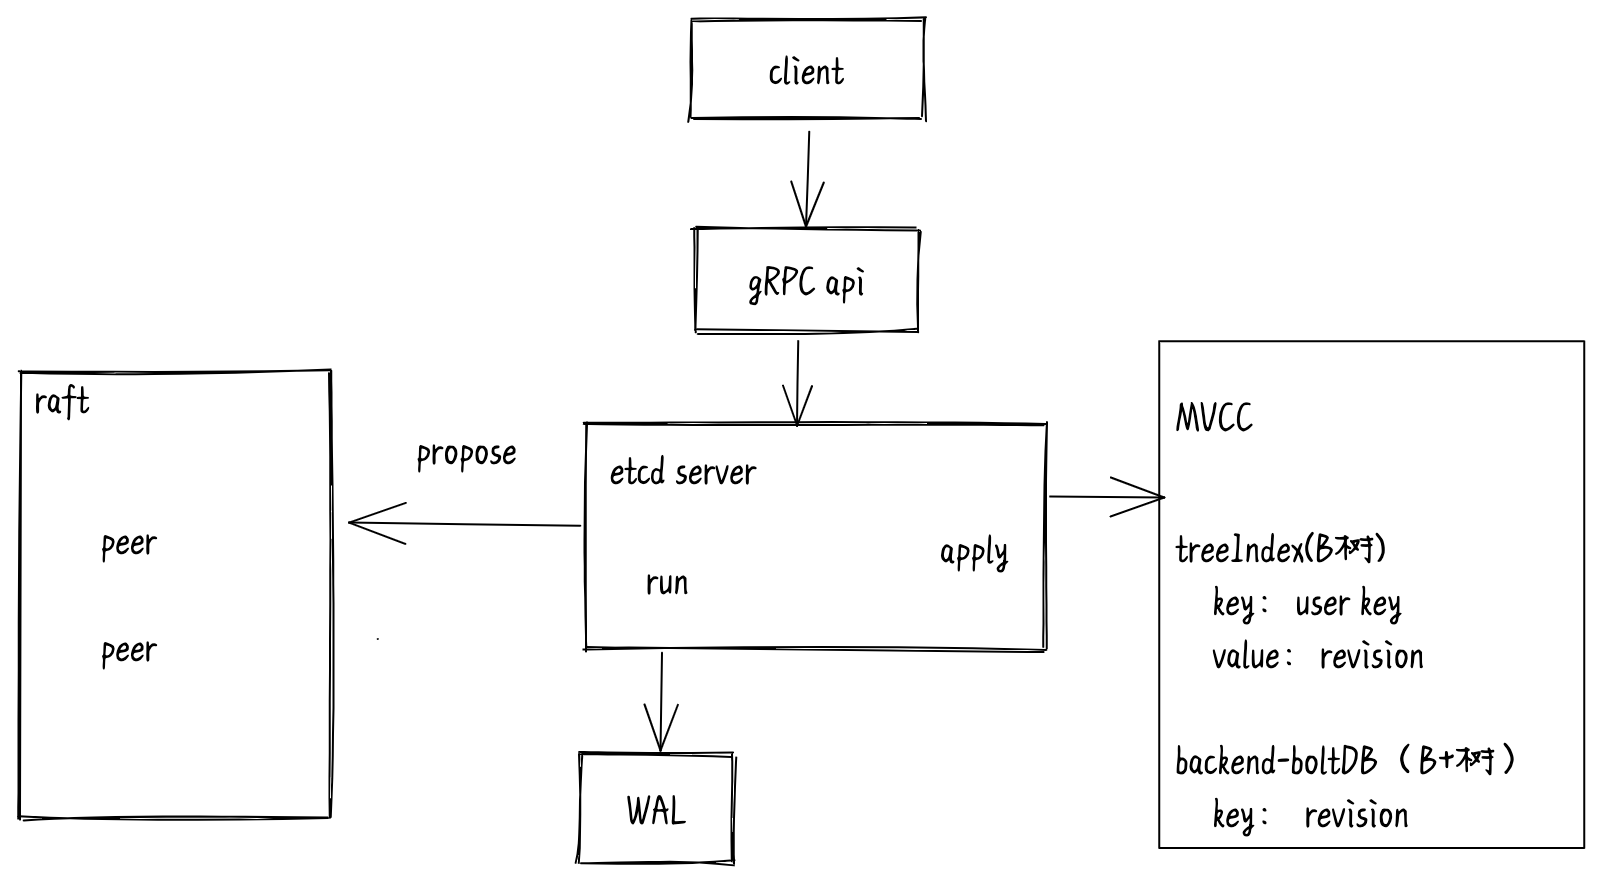 client
gRPC api
raft
peer
peer
propose
etcd server
run
apply
WAL
MVCC
treeIndex(B树)
key: user key
value: revision
backend-boltDB (B+树)
key: revision